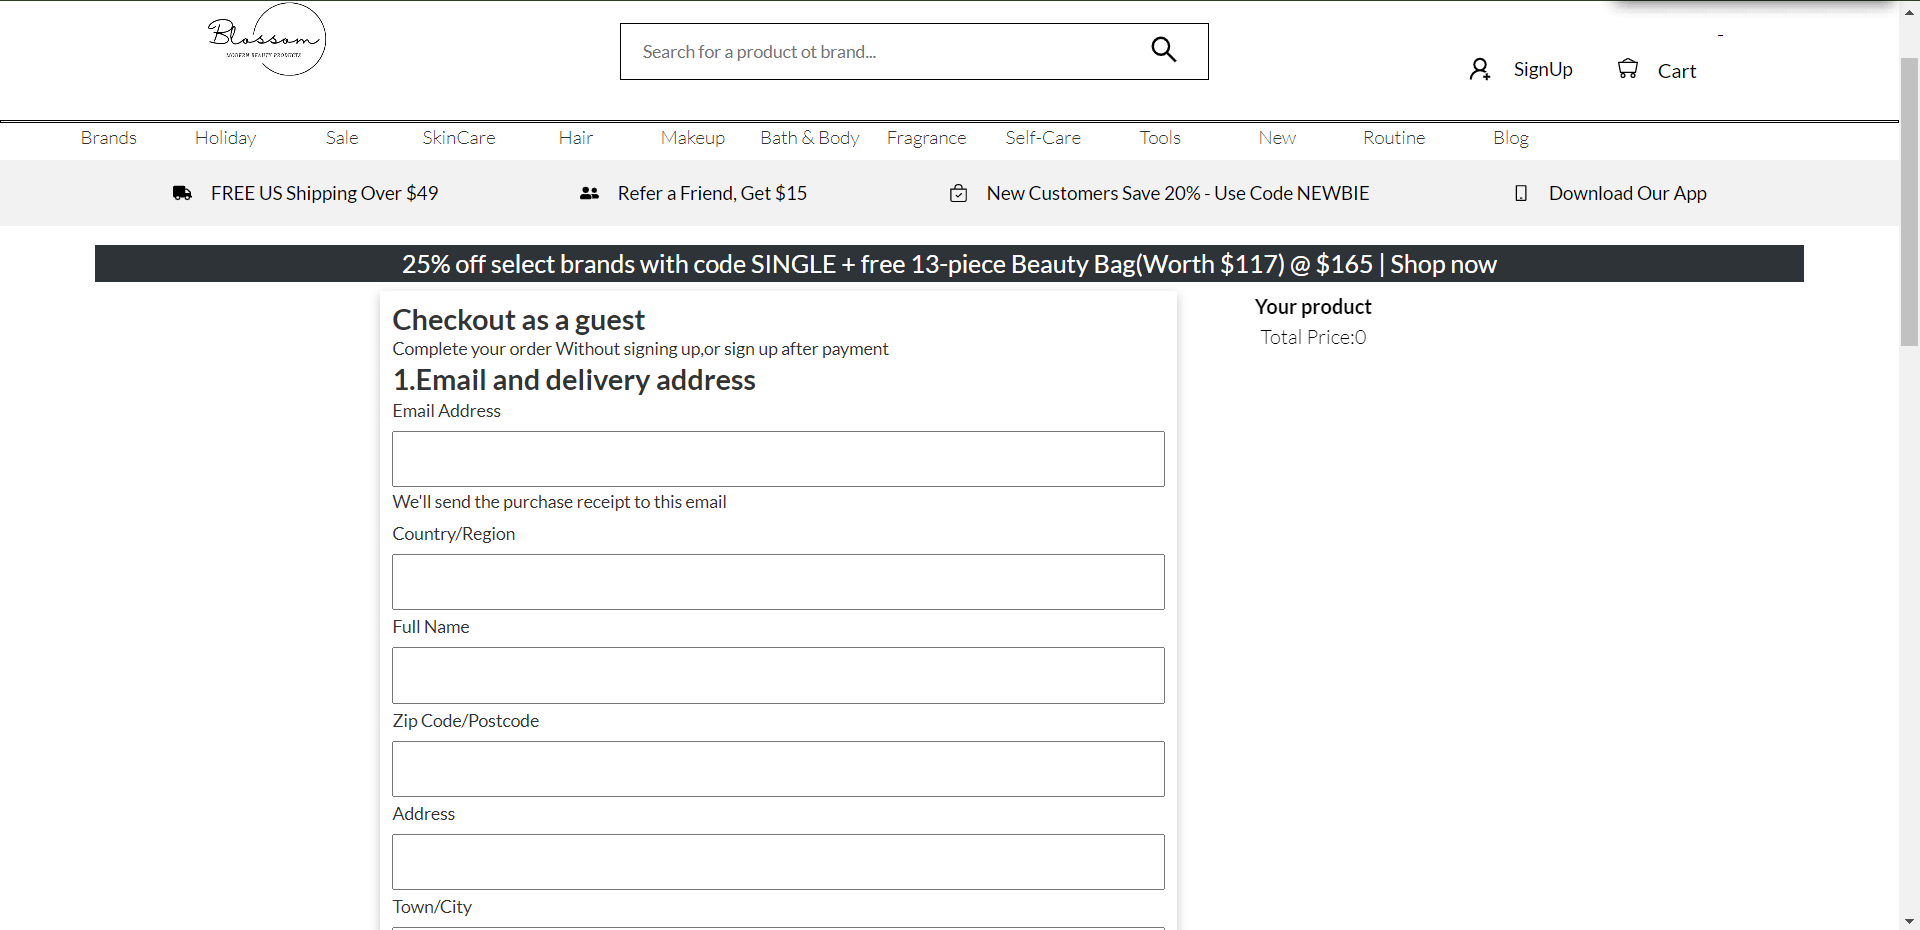 Blossom
MODERN BEAUTY PRODUCTS
Search for a product ot brand...
-
SignUp
Cart
Brands Holiday Sale SkinCare Hair Makeup Bath & Body Fragrance Self-Care Tools New Routine Blog
FREE US Shipping Over $49 Refer a Friend, Get $15 New Customers Save 20% - Use Code NEWBIE Download Our App
25% off select brands with code SINGLE + free 13-piece Beauty Bag(Worth $117) @ $165 | Shop now
Checkout as a guest
Complete your order Without signing up,or sign up after payment
1.Email and delivery address
Email Address
We'll send the purchase receipt to this email
Country/Region
Full Name
Zip Code/Postcode
Address
Town/City
Your product
Total Price:0